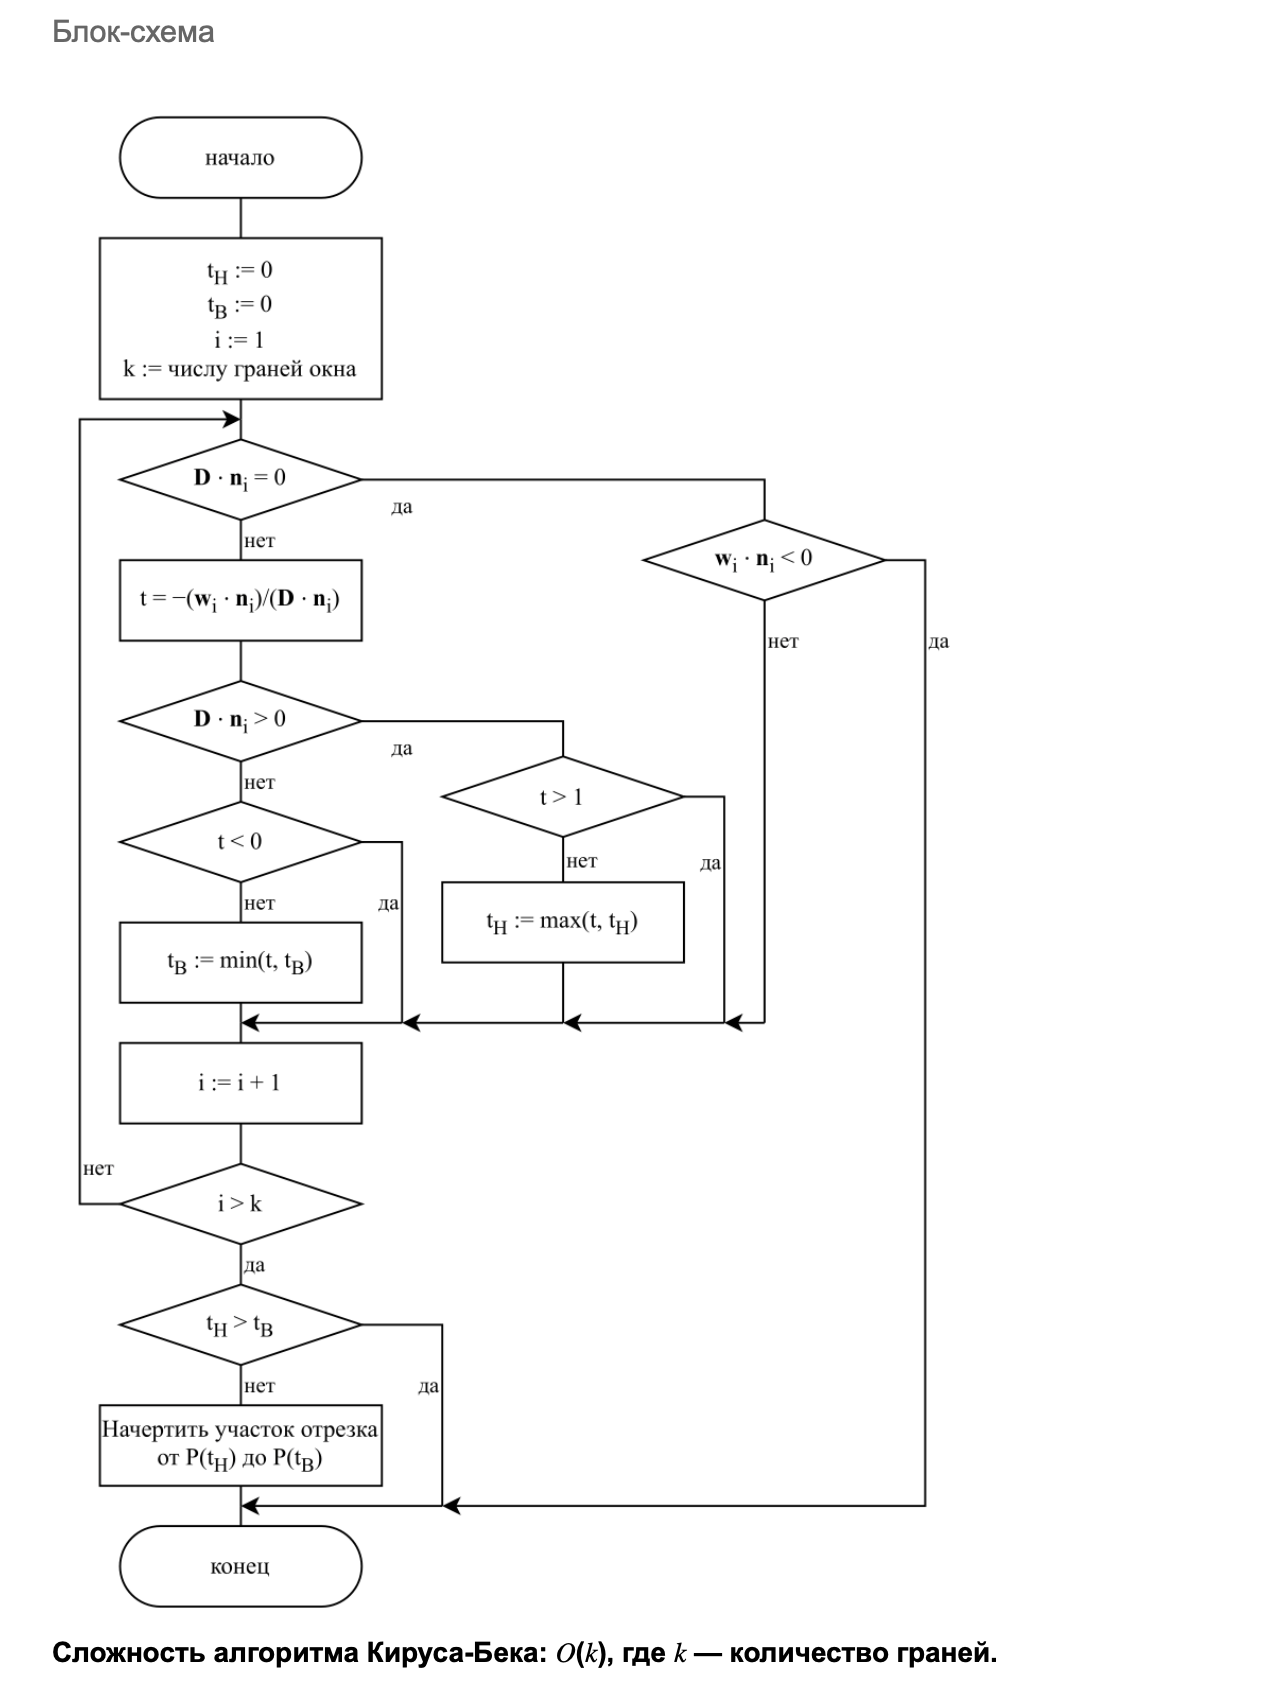 Блок-схема
начало
tН := 0
tВ := 0
i := 1
k := числу граней окна
D · ni = 0
да
нет
wi · ni < 0
t = −(wi · ni)/(D · ni)
нет
да
D · ni > 0
да
нет
t > 1
t < 0
нет
да
нет
да
tН := max(t, tН)
tВ := min(t, tВ)
i := i + 1
нет
i > k
да
tН > tВ
нет
да
Начертить участок отрезка
от P(tН) до P(tВ)
конец
Сложность алгоритма Кируса-Бека: O(k), где k — количество граней.